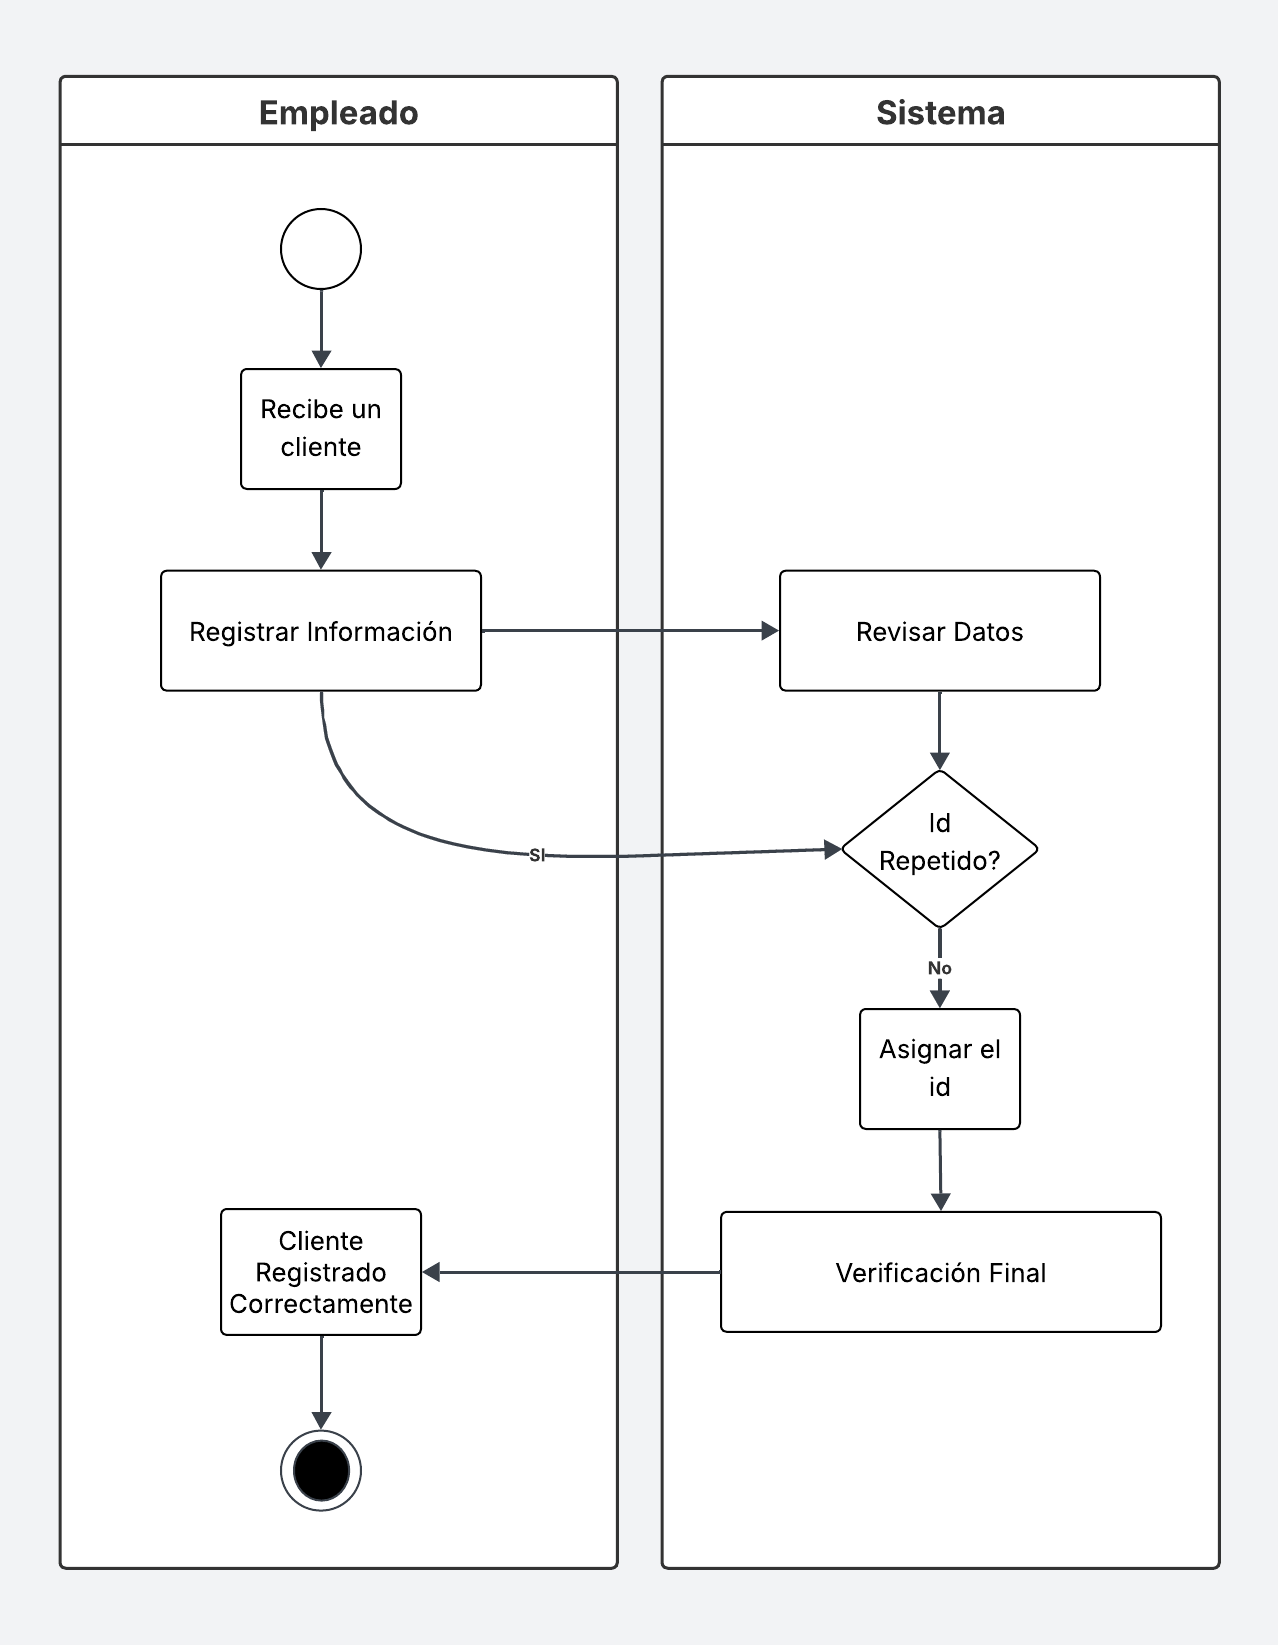 Empleado
Sistema
Recibe un
cliente
Registrar Información
Revisar Datos
Id
Repetido?
SI
No
Asignar el
id
Cliente
Registrado
Correctamente
Verificación Final